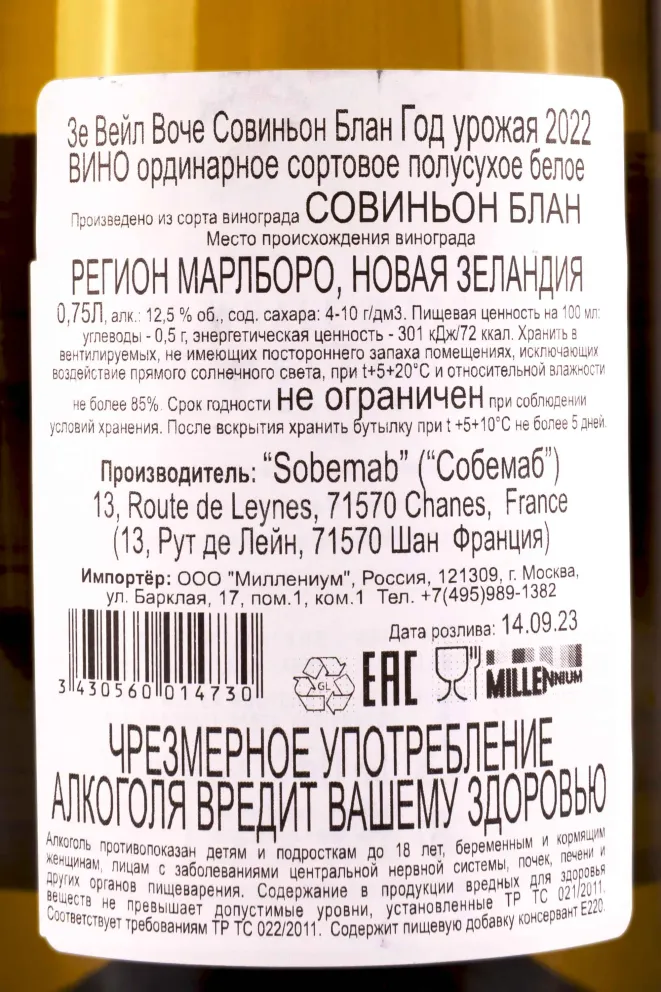 Зе Вейл Воче Совиньон Блан Год урожая 2022
ВИНО ординарное сортовое полусухое белое
Произведено из сорта винограда СОВИНЬОН БЛАН
Место происхождения винограда
РЕГИОН МАРЛБОРО, НОВАЯ ЗЕЛАНДИЯ
0,75Л, алк.: 12,5 % об., сод. сахара: 4-10 г/дм3. Пищевая ценность на 100 мл:
углеводы - 0,5 г, энергетическая ценность - 301 кДж/72 ккал. Хранить в
вентилируемых, не имеющих постороннего запаха помещениях, исключающих
воздействие прямого солнечного света, при t+5+20°C и относительной влажности
не более 85%. Срок годности не ограничен при соблюдении
условий хранения. После вскрытия хранить бутылку при t +5+10°C не более 5 дней.
Производитель: “Sobemab” (“Собемаб”)
13, Route de Leynes, 71570 Chanes, France
(13, Рут де Лейн, 71570 Шан Франция)
Импортёр: ООО "Миллениум", Россия, 121309, г. Москва,
ул. Барклая, 17, пом.1, ком.1 Тел. +7(495)989-1382
Дата розлива: 14.09.23
3 430560 014730
GL
EAC
MILLENNIUM
ЧРЕЗМЕРНОЕ УПОТРЕБЛЕНИЕ
АЛКОГОЛЯ ВРЕДИТ ВАШЕМУ ЗДОРОВЬЮ
Алкоголь противопоказан детям и подросткам до 18 лет, беременным и кормящим
женщинам, лицам с заболеваниями центральной нервной системы, почек, печени и
других органов пищеварения. Содержание в продукции вредных для здоровья
веществ не превышает допустимые уровни, установленные ТР ТС 021/2011.
Соответствует требованиям ТР ТС 022/2011. Содержит пищевую добавку консервант Е220.